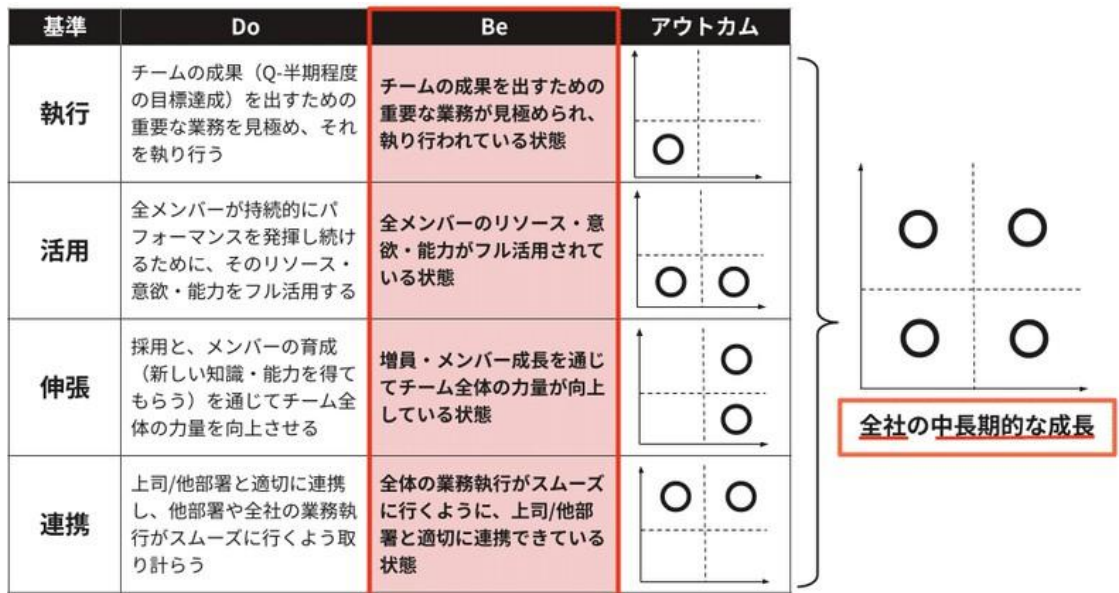 基準
Do
Be
アウトカム
執行
チームの成果（Q-半期程度
の目標達成）を出すための
重要な業務を見極め、それ
を執り行う
チームの成果を出すための
重要な業務が見極められ、
執り行われている状態
活用
全メンバーが持続的にパ
フォーマンスを発揮し続け
るために、そのリソース・
意欲・能力をフル活用する
全メンバーのリソース・意
欲・能力がフル活用されて
いる状態
伸張
採用と、メンバーの育成
（新しい知識・能力を得て
もらう）を通じてチーム全
体の力量を向上させる
増員・メンバー成長を通じ
てチーム全体の力量が向上
している状態
連携
上司/他部署と適切に連携
し、他部署や全社の業務執
行がスムーズに行くよう取
り計らう
全体の業務執行がスムーズ
に行くように、上司/他部
署と適切に連携できている
状態
全社の中長期的な成長